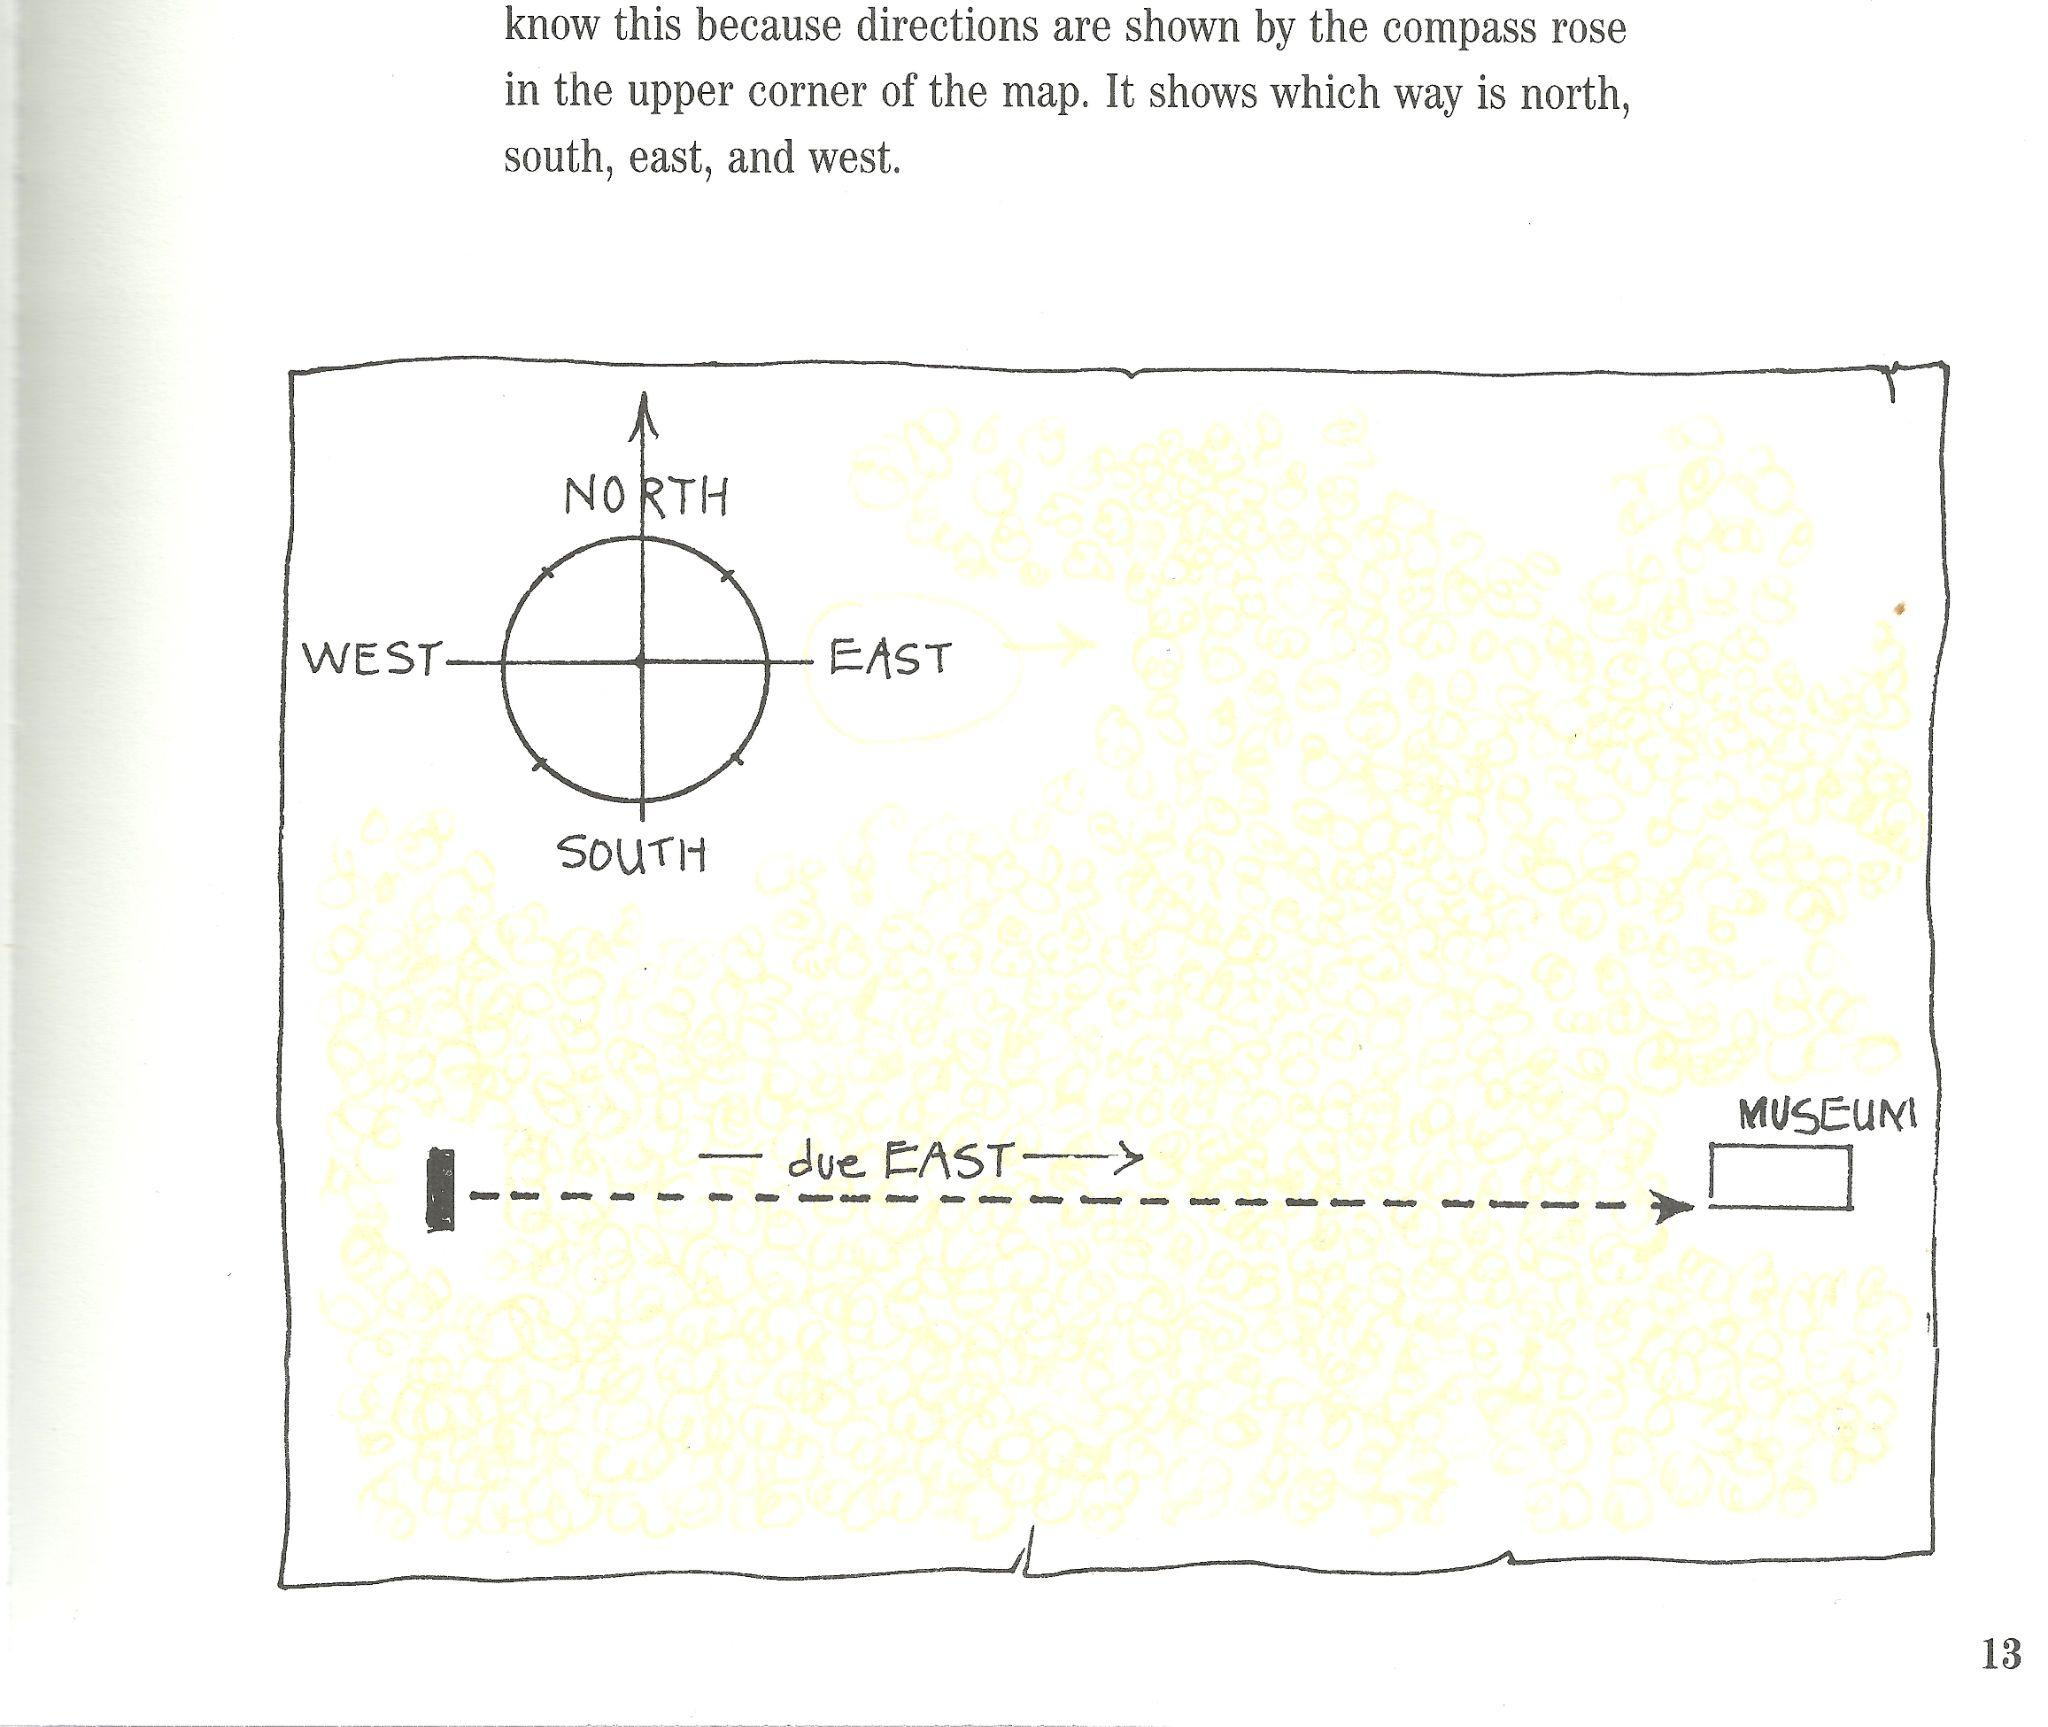 know this because directions are shown by the compass rose
in the upper corner of the map. It shows which way is north,
south, east, and west.
NORTH
WEST
EAST
SOUTH
MUSEUM
due EAST
13